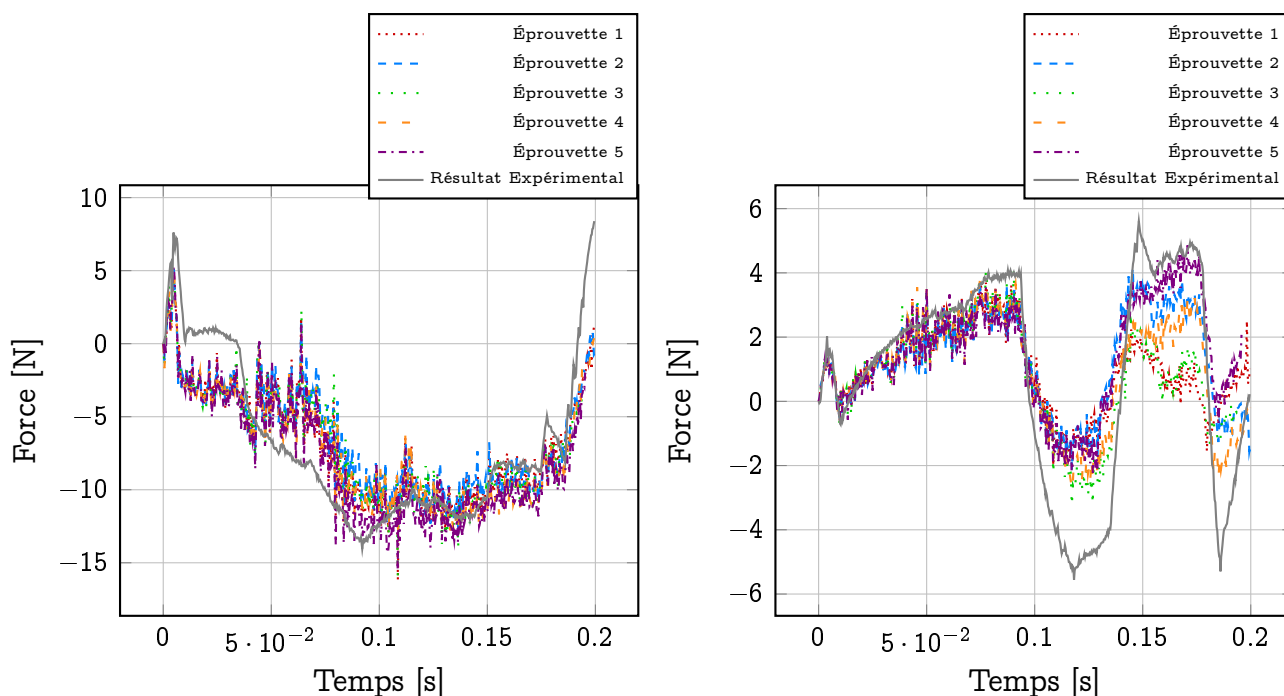 Éprouvette 1
Éprouvette 2
Éprouvette 3
Éprouvette 4
Éprouvette 5
Résultat Expérimental
10
5
0
−5
−10
−15
Force [N]
0
5 · 10⁻²
0.1
0.15
0.2
Temps [s]
Éprouvette 1
Éprouvette 2
Éprouvette 3
Éprouvette 4
Éprouvette 5
Résultat Expérimental
6
4
2
0
−2
−4
−6
Force [N]
0
5 · 10⁻²
0.1
0.15
0.2
Temps [s]